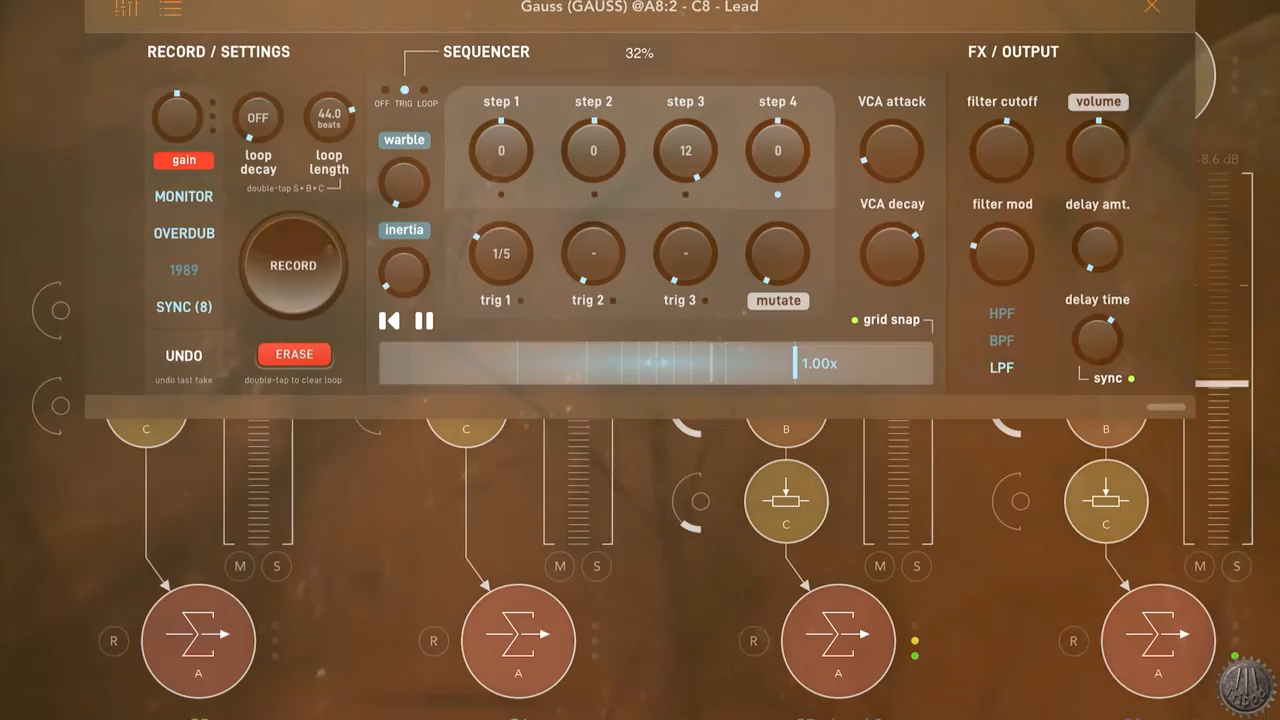 Gauss (GAUSS) @A8:2 - C8 - Lead
RECORD / SETTINGS
SEQUENCER
32%
FX / OUTPUT
OFF TRIG LOOP
step 1
step 2
step 3
step 4
VCA attack
filter cutoff
volume
OFF
44.0
beats
gain
loop
decay
loop
length
double-tap S▸B▸C
warble
0
0
12
0
-8.6 dB
MONITOR
OVERDUB
1989
SYNC (8)
RECORD
inertia
VCA decay
filter mod
delay amt.
1/5
-
-
trig 1
trig 2
trig 3
mutate
delay time
grid snap
HPF
BPF
LPF
UNDO
undo last take
ERASE
double-tap to clear loop
1.00x
sync
C
C
B
B
C
C
M
S
M
S
M
S
M
S
R
A
R
A
R
A
R
A